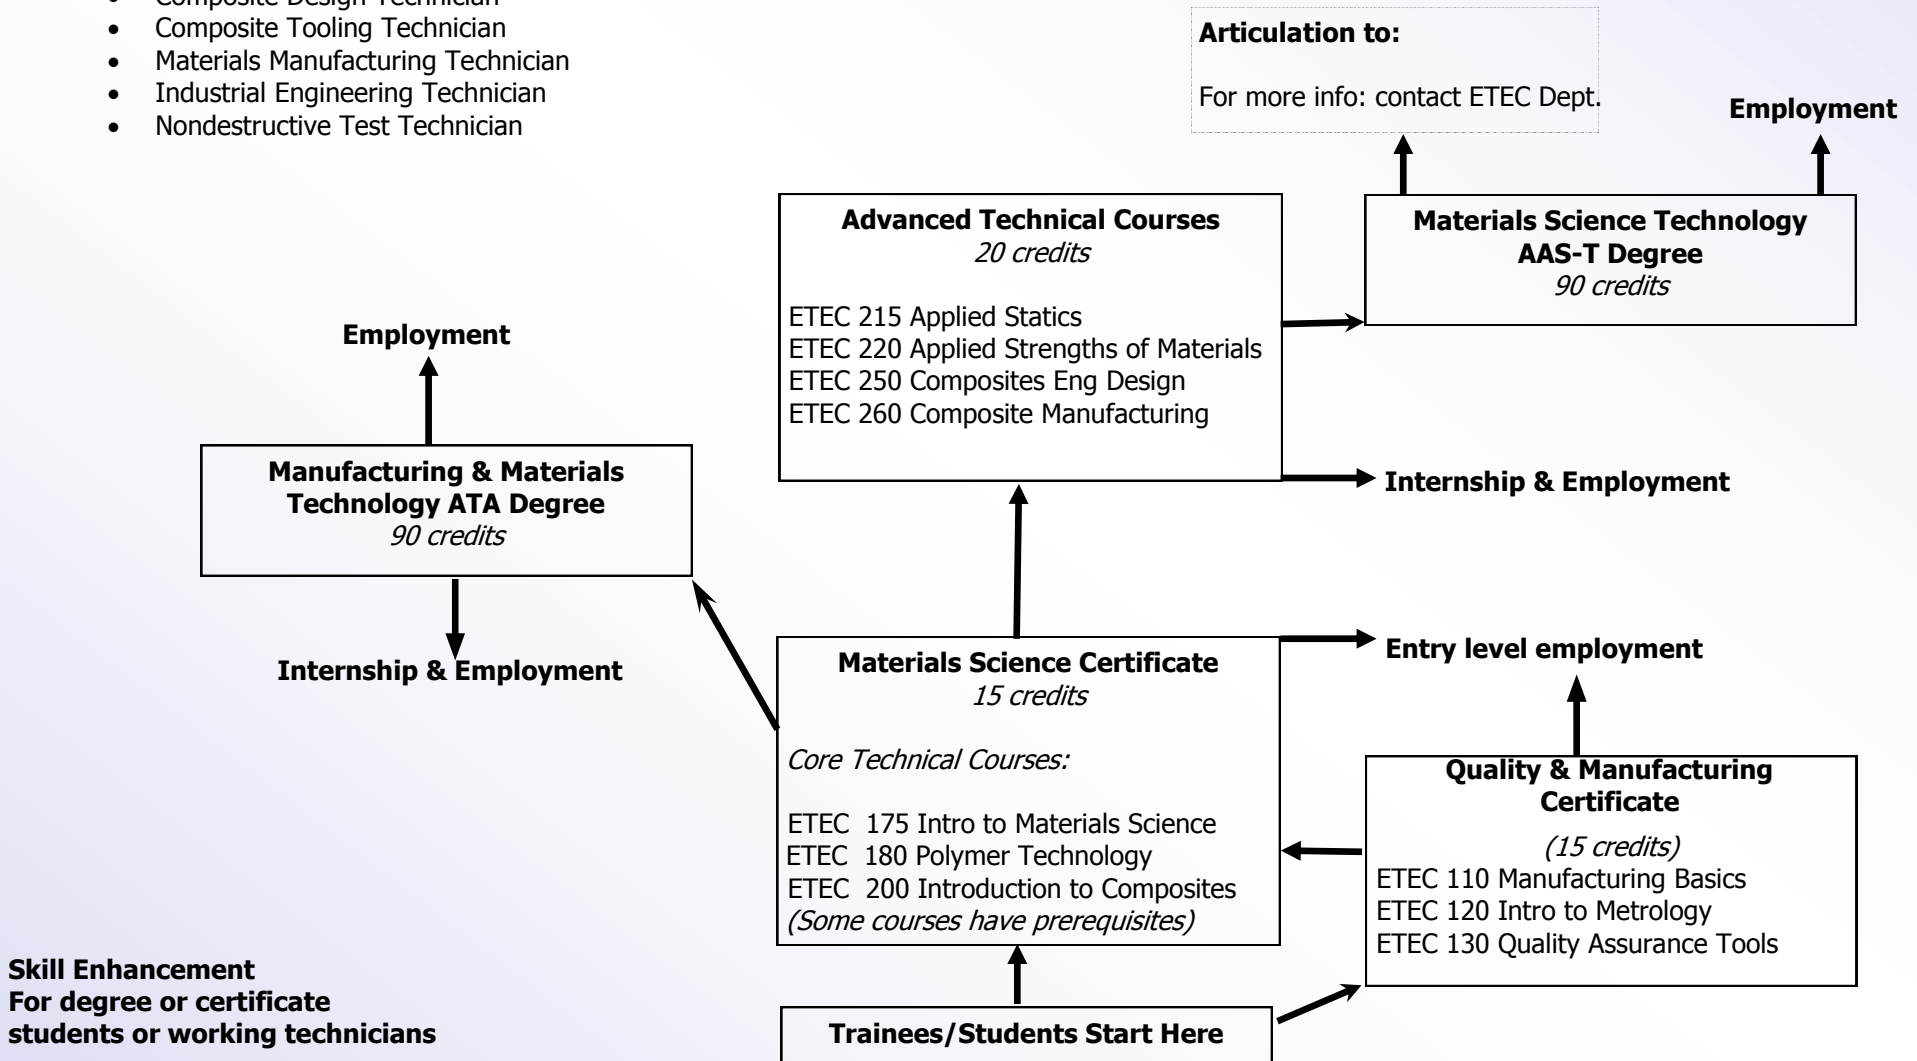 • Composite Design Technician
• Composite Tooling Technician
• Materials Manufacturing Technician
• Industrial Engineering Technician
• Nondestructive Test Technician
Articulation to:
For more info: contact ETEC Dept.
Employment
Advanced Technical Courses
20 credits
ETEC 215 Applied Statics
ETEC 220 Applied Strengths of Materials
ETEC 250 Composites Eng Design
ETEC 260 Composite Manufacturing
Materials Science Technology
AAS-T Degree
90 credits
Employment
Manufacturing & Materials
Technology ATA Degree
90 credits
Internship & Employment
Internship & Employment
Materials Science Certificate
15 credits
Core Technical Courses:
ETEC 175 Intro to Materials Science
ETEC 180 Polymer Technology
ETEC 200 Introduction to Composites
(Some courses have prerequisites)
Entry level employment
Quality & Manufacturing
Certificate
(15 credits)
ETEC 110 Manufacturing Basics
ETEC 120 Intro to Metrology
ETEC 130 Quality Assurance Tools
Skill Enhancement
For degree or certificate
students or working technicians
Trainees/Students Start Here